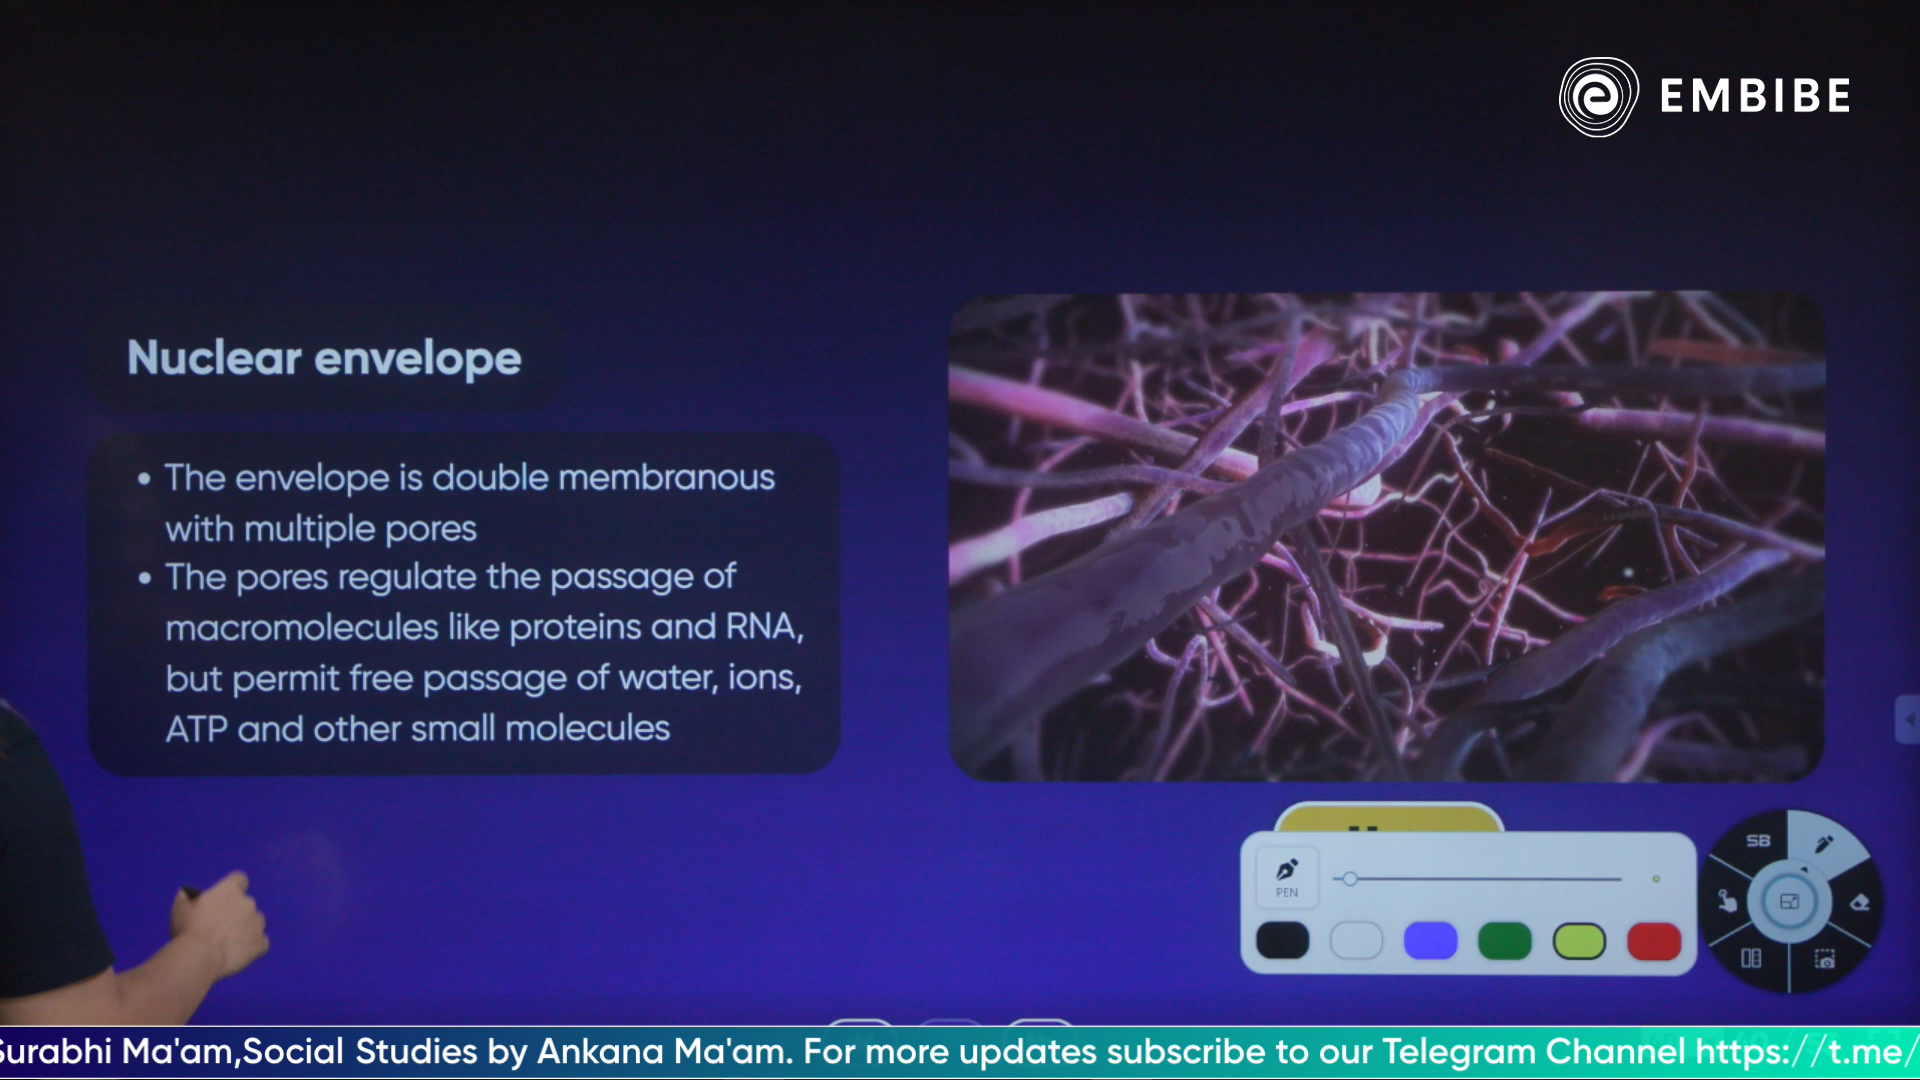 EMBIBE
Nuclear envelope
• The envelope is double membranous
with multiple pores
• The pores regulate the passage of
macromolecules like proteins and RNA,
but permit free passage of water, ions,
ATP and other small molecules
SB
PEN
Surabhi Ma'am,Social Studies by Ankana Ma'am. For more updates subscribe to our Telegram Channel https://t.me/